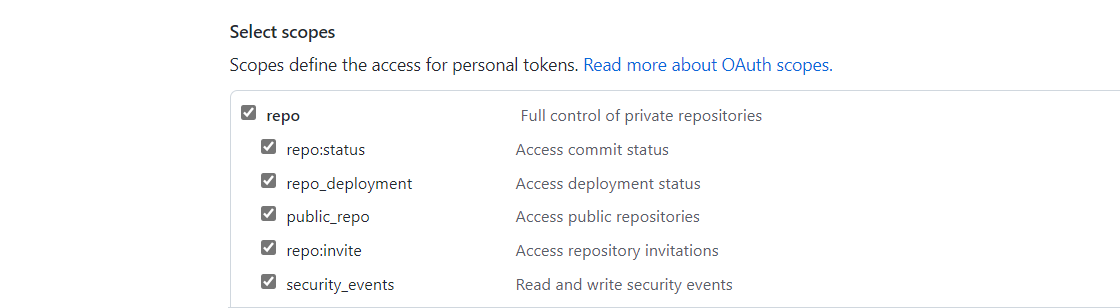 Select scopes
Scopes define the access for personal tokens. Read more about OAuth scopes.
repo Full control of private repositories
repo:status Access commit status
repo_deployment Access deployment status
public_repo Access public repositories
repo:invite Access repository invitations
security_events Read and write security events